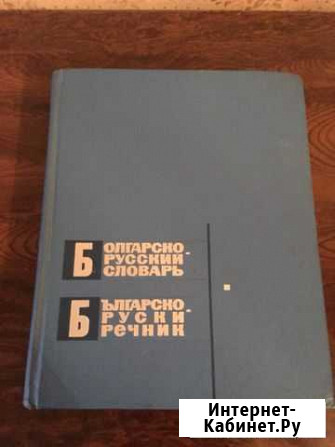 БОЛГАРСКО-
РУССКИЙ
СЛОВАРЬ
БЪЛГАРСКО-
РУСКИ
РЕЧНИК
Интернет-
Кабинет.Ру